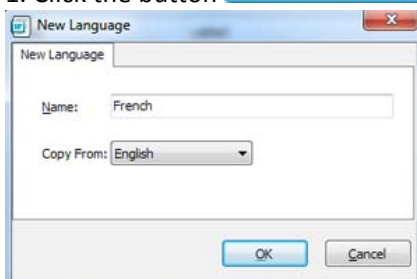 1. Click the button
New Language
New Language
Name: French
Copy From: English
OK Cancel